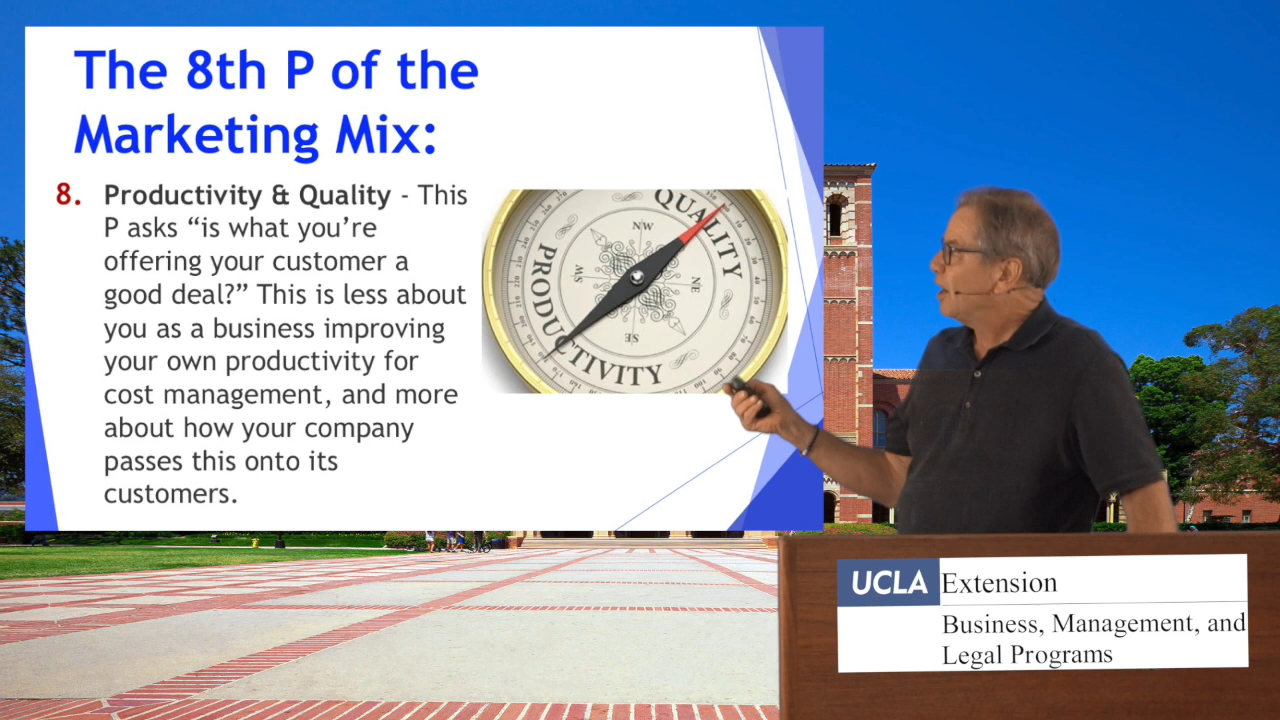 The 8th P of the
Marketing Mix:
8. Productivity & Quality - This
P asks “is what you’re
offering your customer a
good deal?” This is less about
you as a business improving
your own productivity for
cost management, and more
about how your company
passes this onto its
customers.
QUALITY
NW
PRODUCTIVITY
SW
NE
SE
UCLA Extension
Business, Management, and
Legal Programs